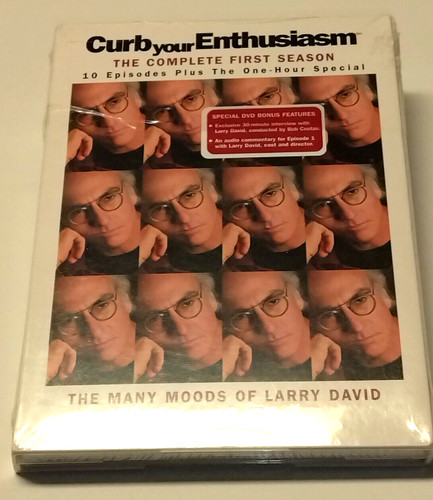 Curb your Enthusiasm™
THE COMPLETE FIRST SEASON
10 Episodes Plus The One-Hour Special
SPECIAL DVD BONUS FEATURES
• Exclusive 30-minute interview with
Larry David, conducted by Bob Costas.
• An audio commentary for Episode 1
with Larry David, cast and director.
THE MANY MOODS OF LARRY DAVID